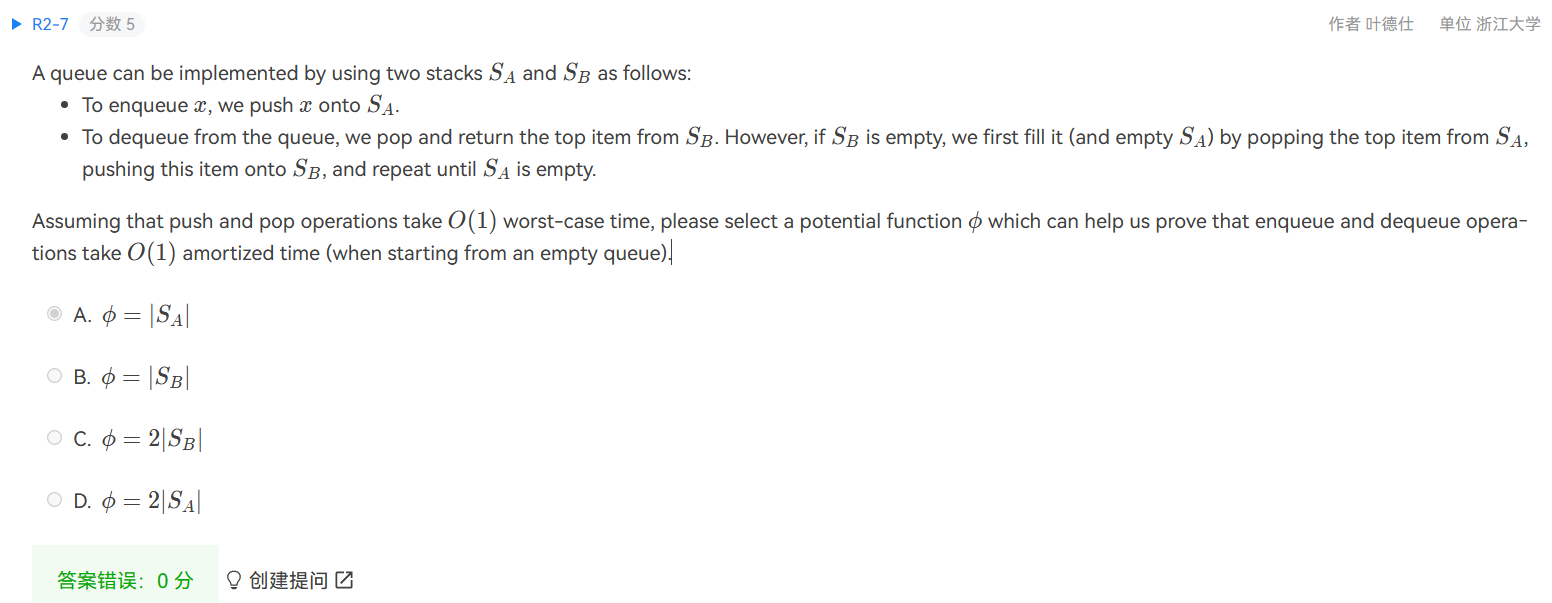 R2-7 分数 5 作者 叶德仕 单位 浙江大学
A queue can be implemented by using two stacks S_A and S_B as follows:
• To enqueue x, we push x onto S_A.
• To dequeue from the queue, we pop and return the top item from S_B. However, if S_B is empty, we first fill it (and empty S_A) by popping the top item from S_A,
pushing this item onto S_B, and repeat until S_A is empty.
Assuming that push and pop operations take O(1) worst-case time, please select a potential function ϕ which can help us prove that enqueue and dequeue opera-
tions take O(1) amortized time (when starting from an empty queue).
A. ϕ = |S_A|
B. ϕ = |S_B|
C. ϕ = 2|S_B|
D. ϕ = 2|S_A|
答案错误：0 分 创建提问